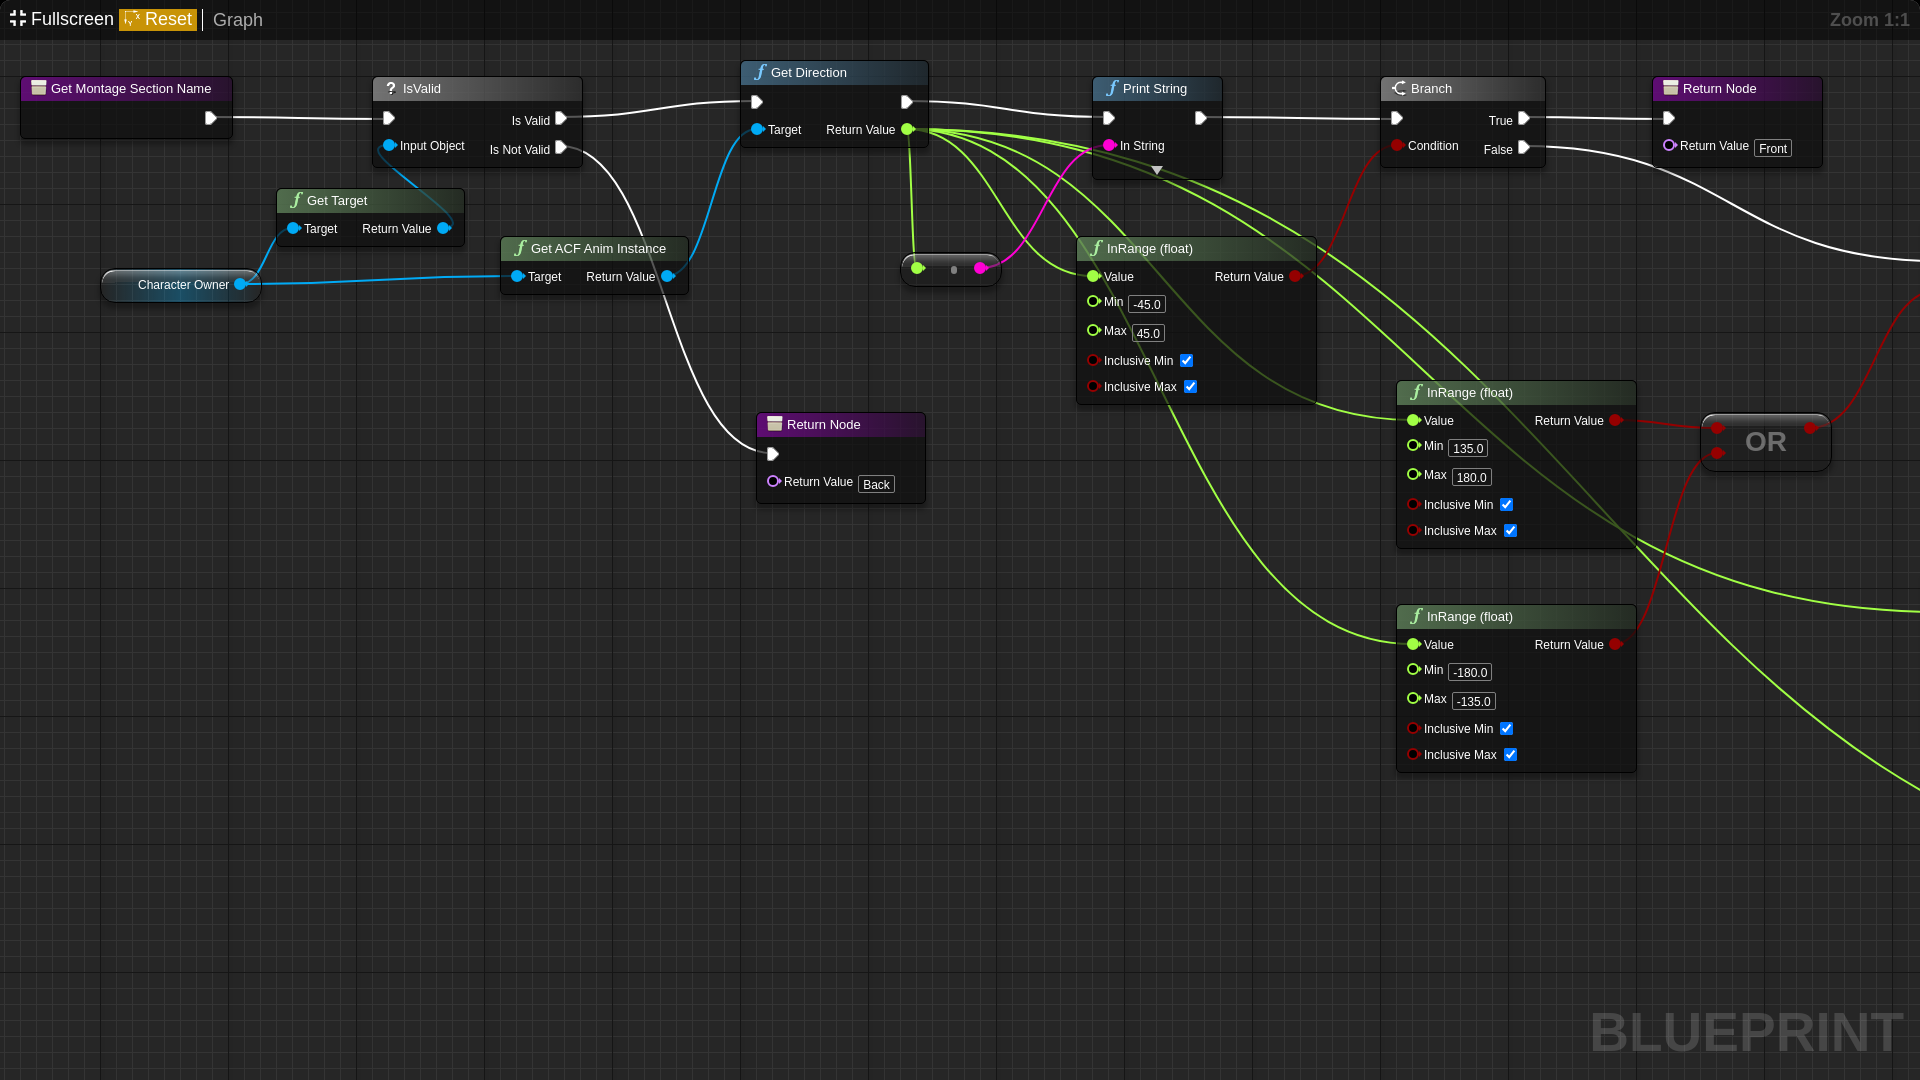 Fullscreen Reset Graph Zoom 1:1
Get Montage Section Name
? IsValid
Is Valid
Input Object
Is Not Valid
Get Direction
Target Return Value
Print String
In String
Branch
True
Condition
False
Return Node
Return Value Front
Get Target
Target Return Value
Character Owner
Get ACF Anim Instance
Target Return Value
InRange (float)
Value Return Value
Min -45.0
Max 45.0
Inclusive Min
Inclusive Max
Return Node
Return Value Back
InRange (float)
Value Return Value
Min 135.0
Max 180.0
Inclusive Min
Inclusive Max
OR
InRange (float)
Value Return Value
Min -180.0
Max -135.0
Inclusive Min
Inclusive Max
BLUEPRINT